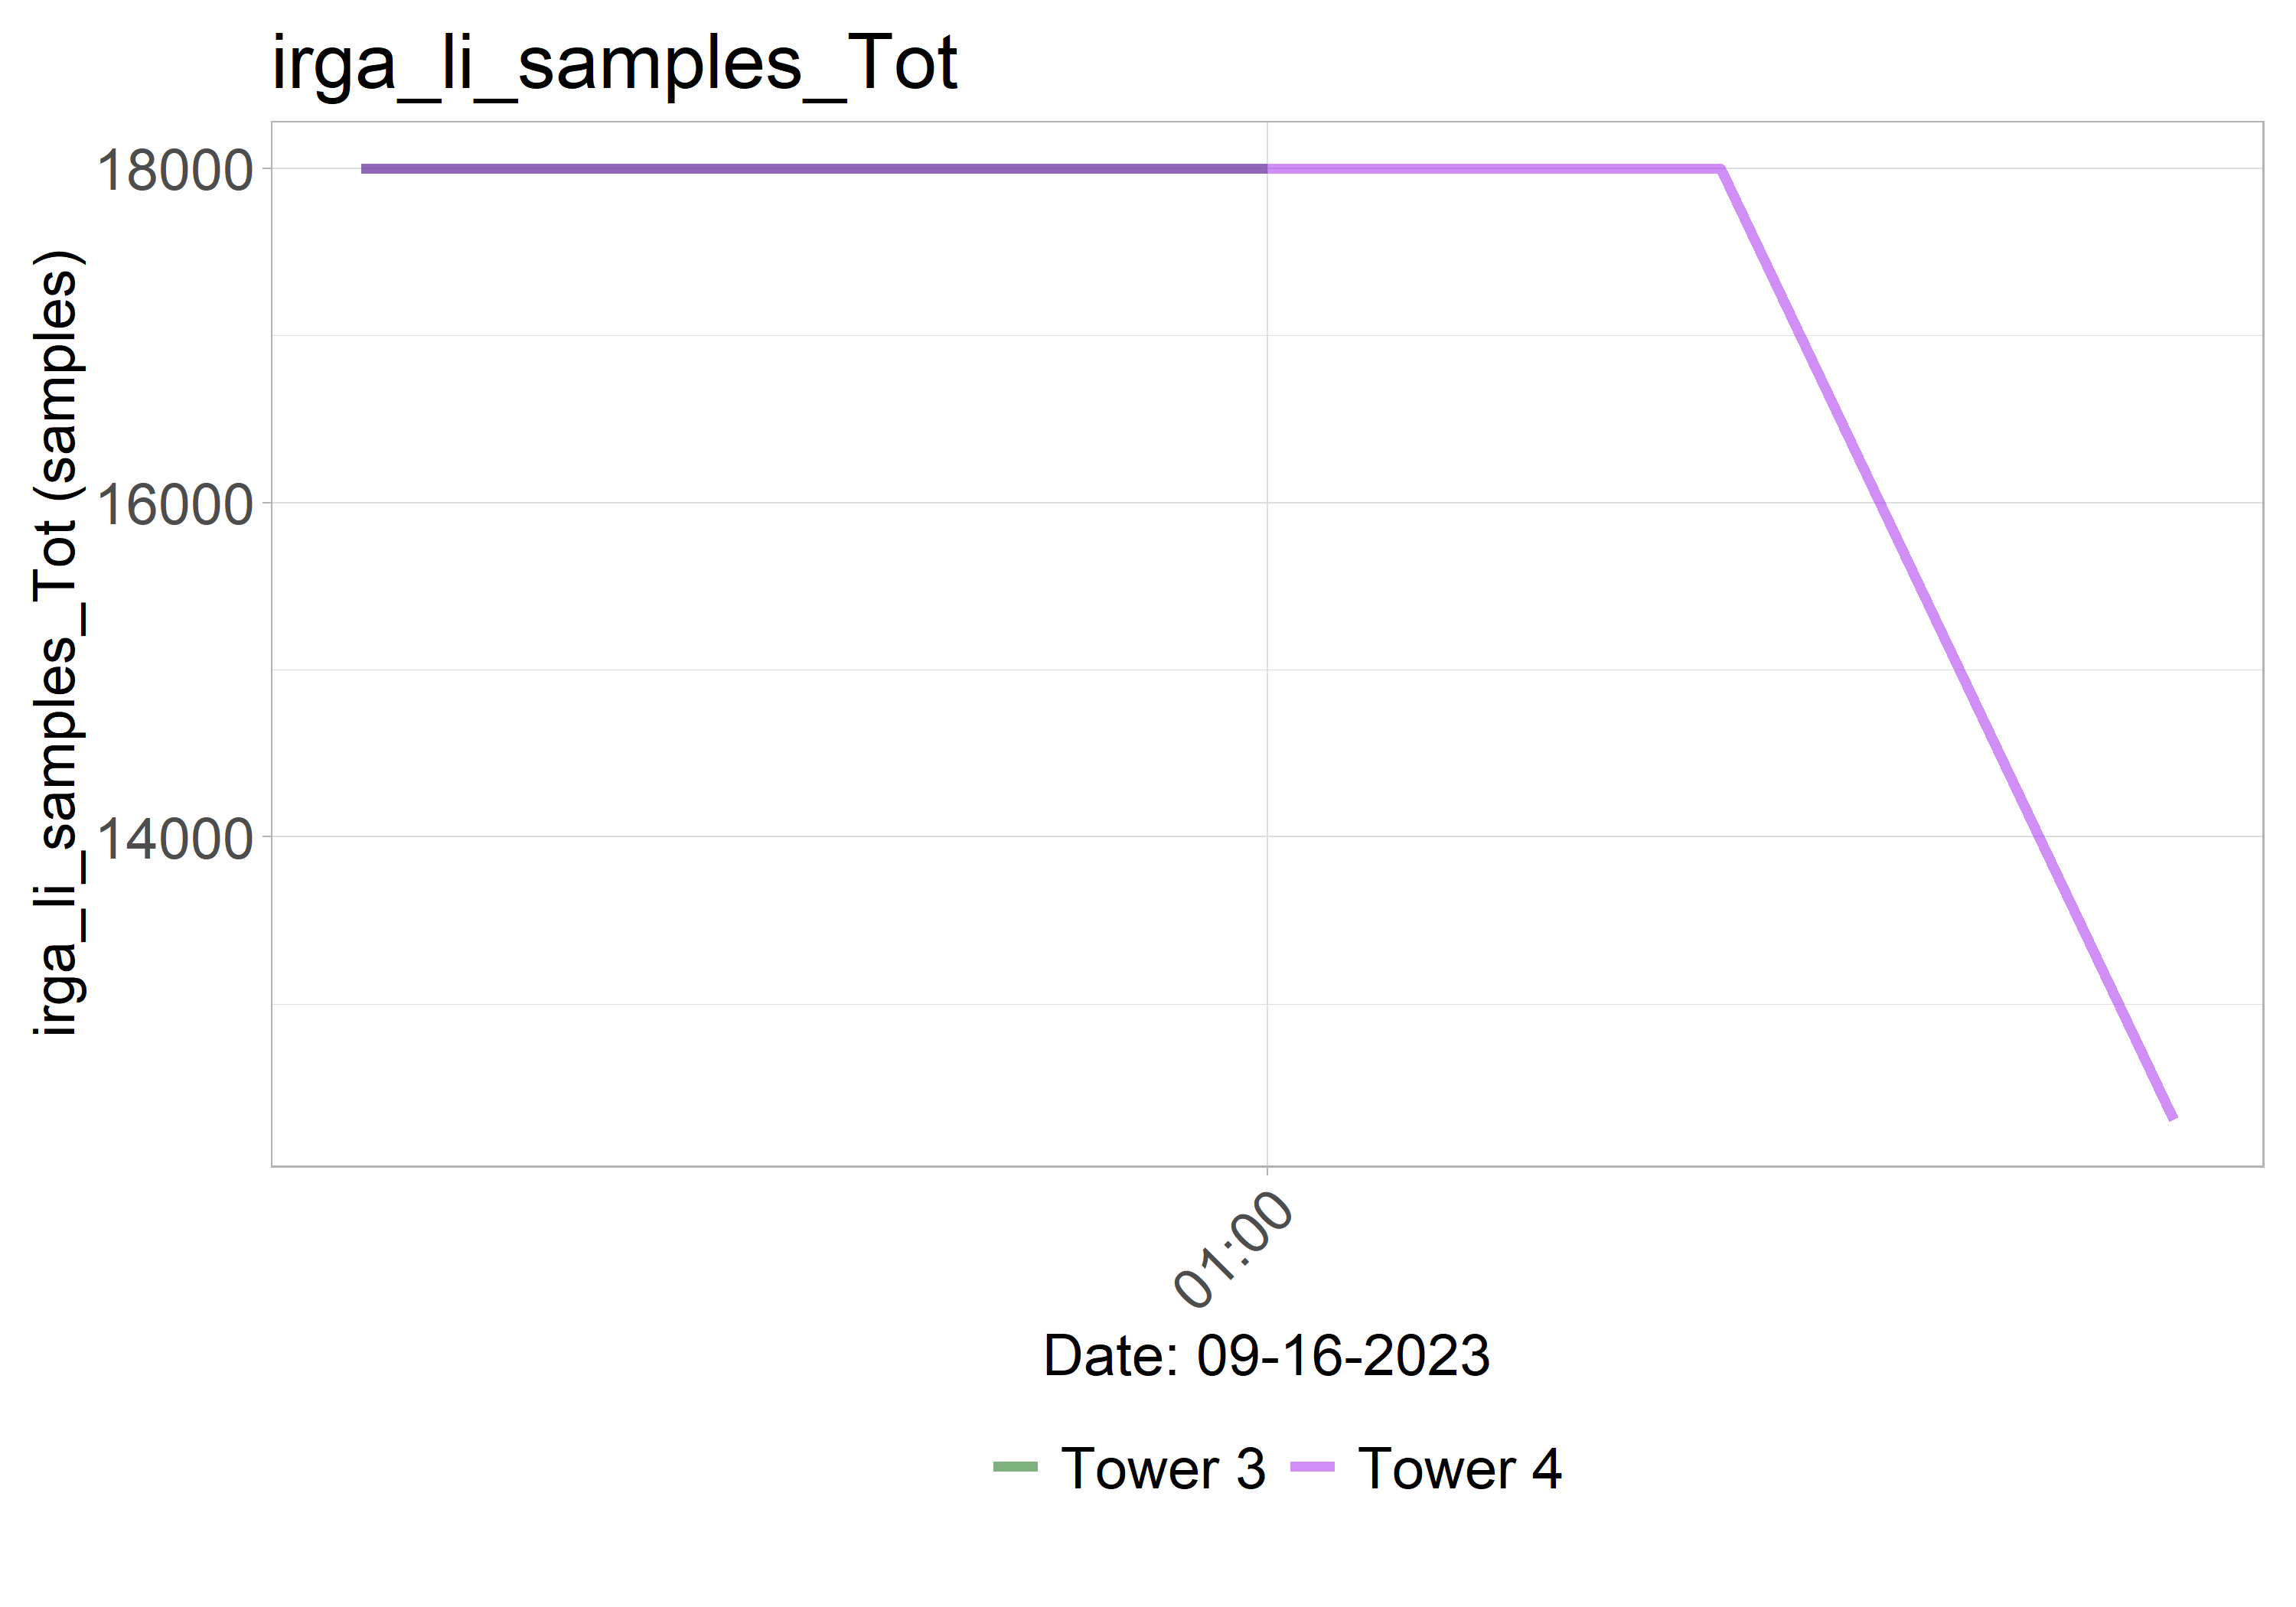 irga_li_samples_Tot
irga_li_samples_Tot (samples)
18000
16000
14000
01:00
Date: 09-16-2023
Tower 3 Tower 4